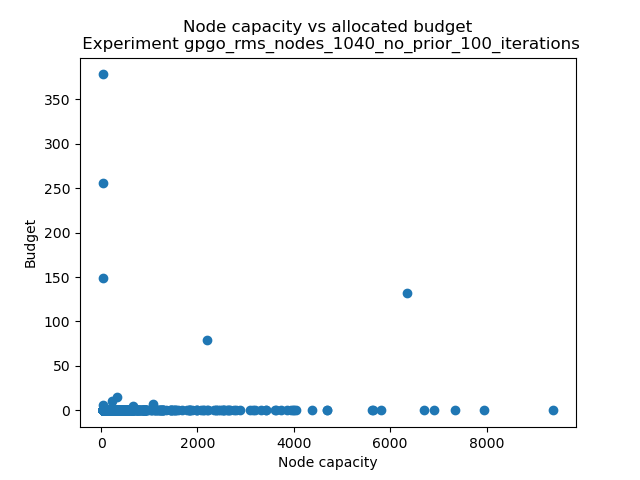 Node capacity vs allocated budget
Experiment gpgo_rms_nodes_1040_no_prior_100_iterations
350
300
250
200
150
100
50
0
Budget
0 2000 4000 6000 8000
Node capacity